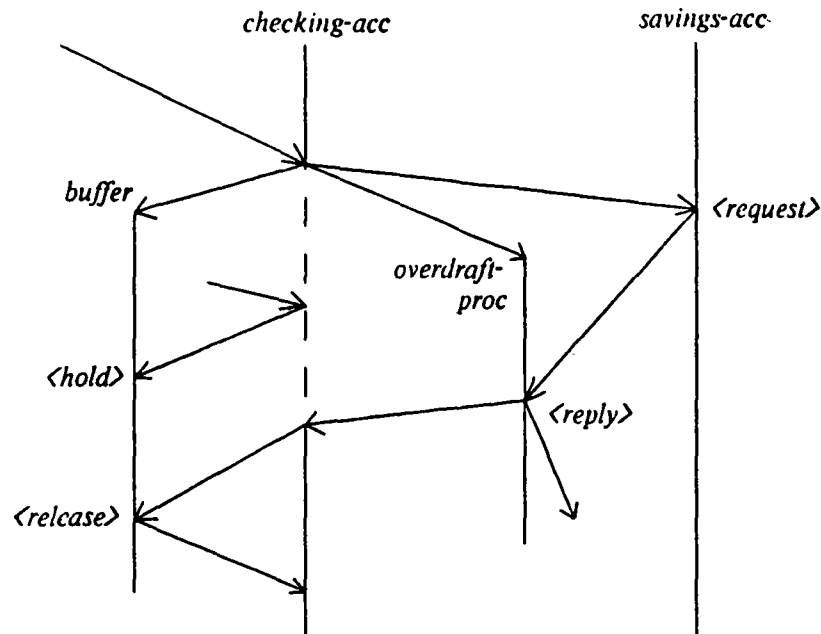 checking-acc
savings-acc
buffer
<request>
overdraft-
proc
<hold>
<reply>
<relcase>